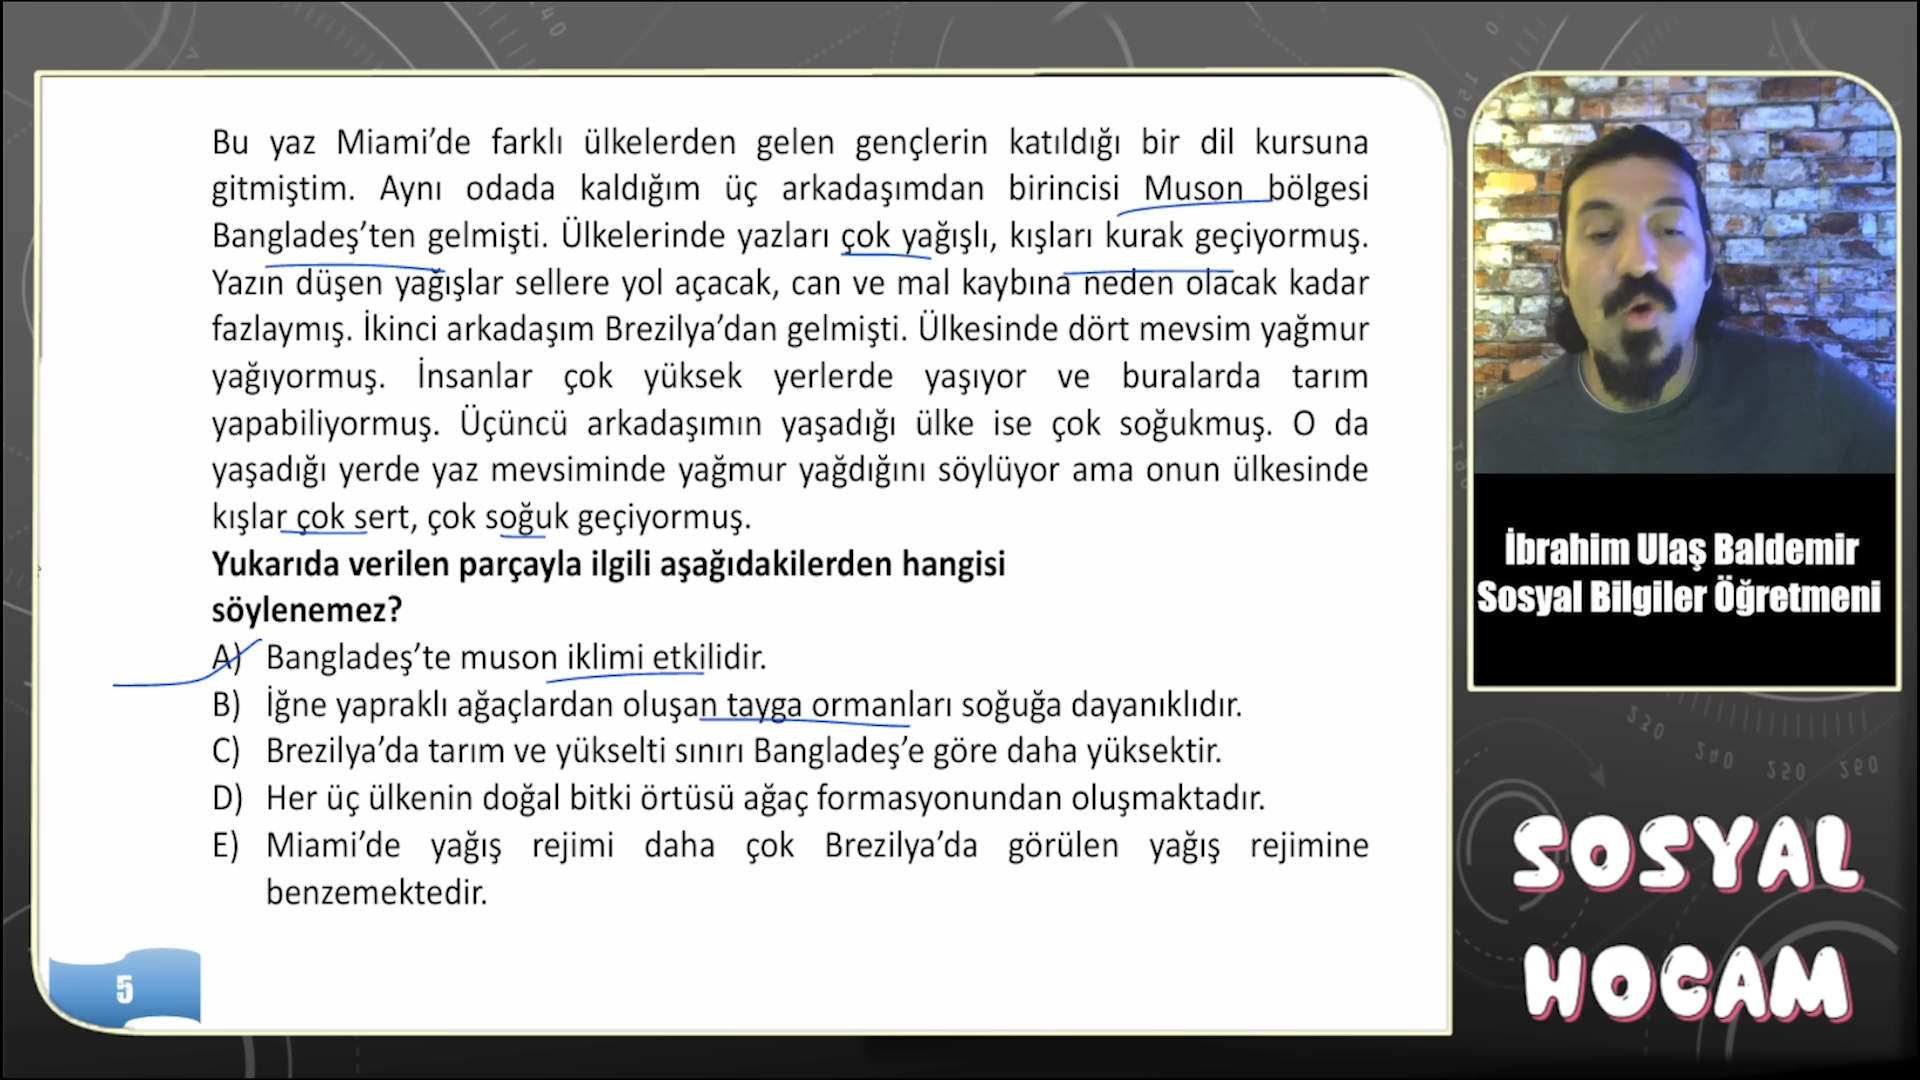 Bu yaz Miami’de farklı ülkelerden gelen gençlerin katıldığı bir dil kursuna
gitmiştim. Aynı odada kaldığım üç arkadaşımdan birincisi Muson bölgesi
Bangladeş’ten gelmişti. Ülkelerinde yazları çok yağışlı, kışları kurak geçiyormuş.
Yazın düşen yağışlar sellere yol açacak, can ve mal kaybına neden olacak kadar
fazlaymış. İkinci arkadaşım Brezilya’dan gelmişti. Ülkesinde dört mevsim yağmur
yağıyormuş. İnsanlar çok yüksek yerlerde yaşıyor ve buralarda tarım
yapabiliyormuş. Üçüncü arkadaşımın yaşadığı ülke ise çok soğukmuş. O da
yaşadığı yerde yaz mevsiminde yağmur yağdığını söylüyor ama onun ülkesinde
kışlar çok sert, çok soğuk geçiyormuş.
Yukarıda verilen parçayla ilgili aşağıdakilerden hangisi
söylenemez?
A) Bangladeş’te muson iklimi etkilidir.
B) İğne yapraklı ağaçlardan oluşan tayga ormanları soğuğa dayanıklıdır.
C) Brezilya’da tarım ve yükselti sınırı Bangladeş’e göre daha yüksektir.
D) Her üç ülkenin doğal bitki örtüsü ağaç formasyonundan oluşmaktadır.
E) Miami’de yağış rejimi daha çok Brezilya’da görülen yağış rejimine
benzemektedir.
5
İbrahim Ulaş Baldemir
Sosyal Bilgiler Öğretmeni
230 240 250 260
SOSYAL
HOCAM